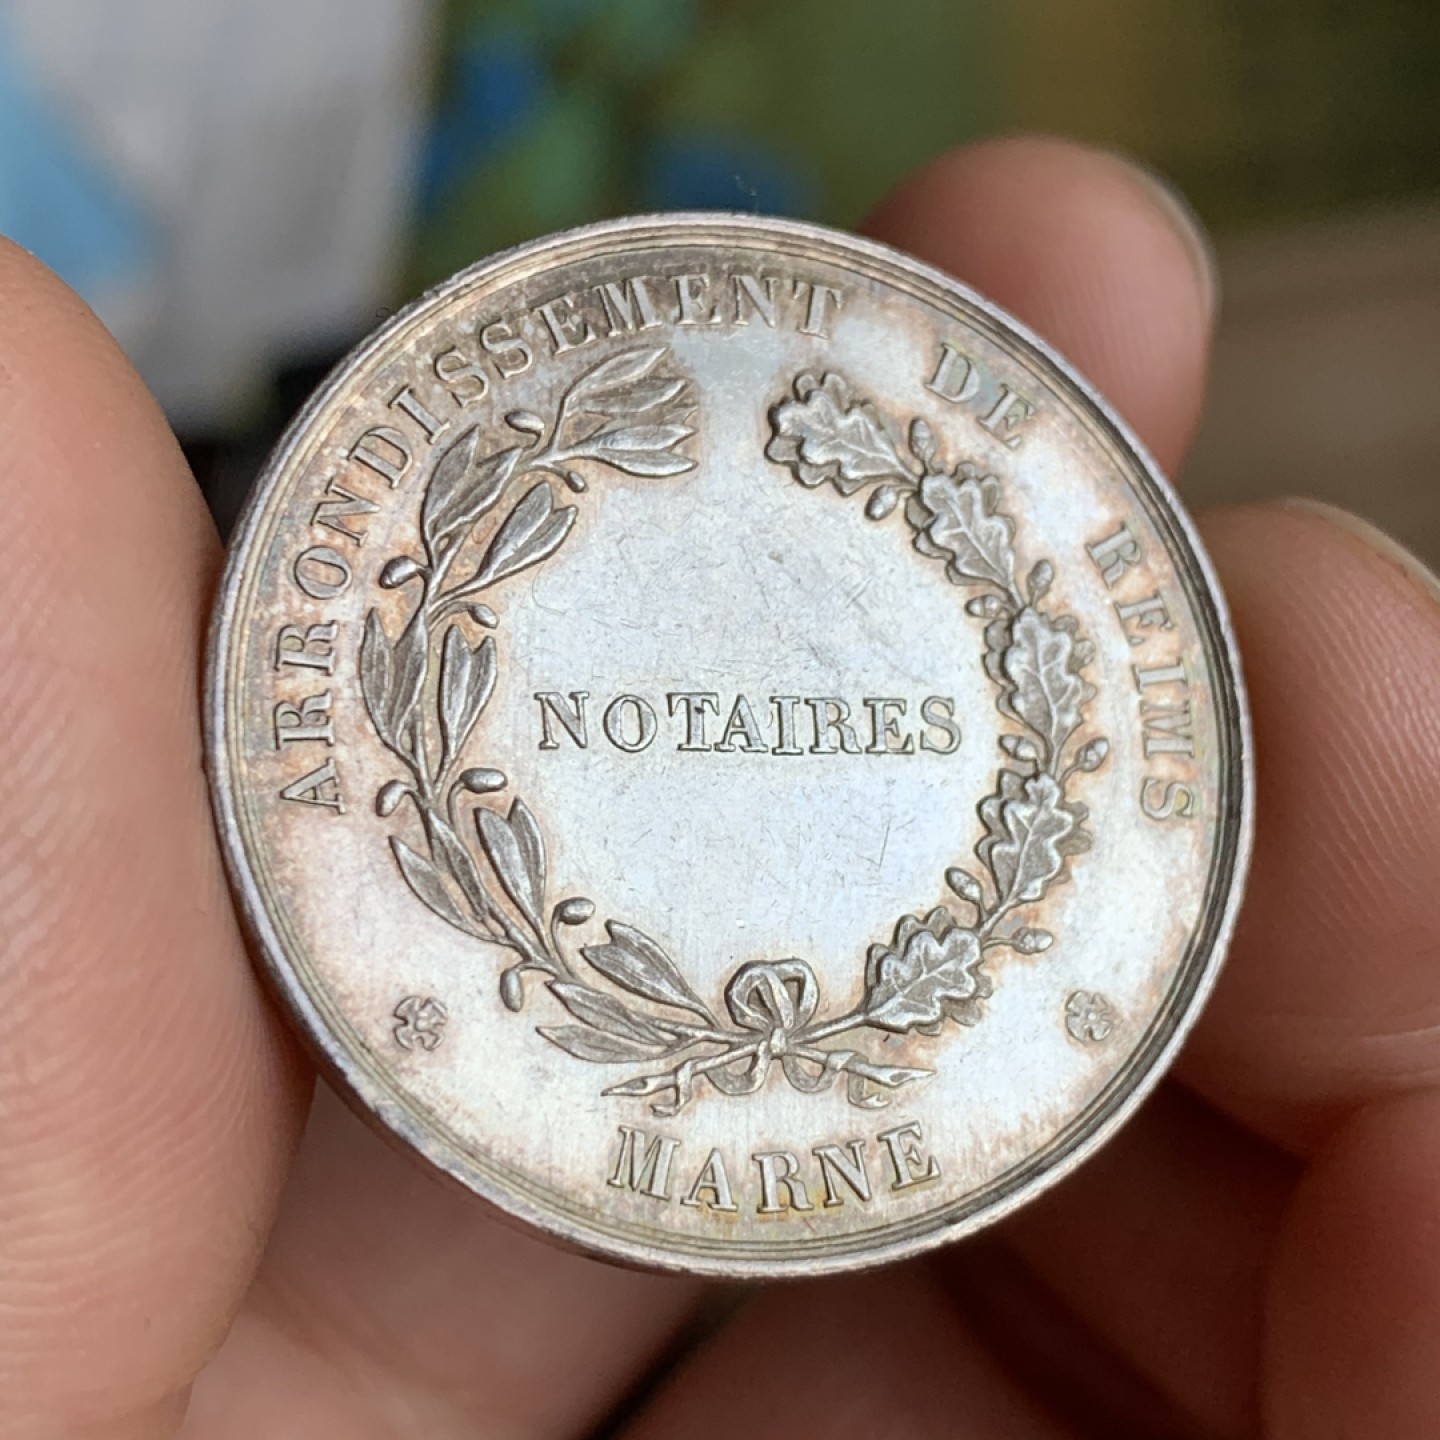 ARRONDISSEMENT DE REIMS
NOTAIRES
MARNE